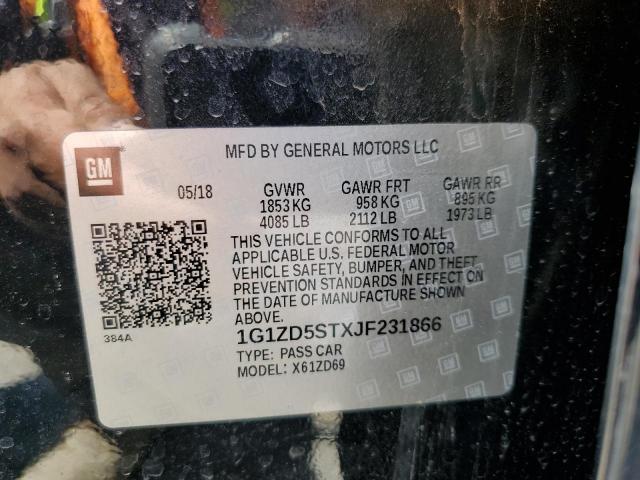 GM
MFD BY GENERAL MOTORS LLC
05/18 GVWR GAWR FRT GAWR RR
1853 KG 958 KG 895 KG
4085 LB 2112 LB 1973 LB
THIS VEHICLE CONFORMS TO ALL
APPLICABLE U.S. FEDERAL MOTOR
VEHICLE SAFETY, BUMPER, AND THEFT
PREVENTION STANDARDS IN EFFECT ON
THE DATE OF MANUFACTURE SHOWN
ABOVE.
384A
1G1ZD5STXJF231866
TYPE: PASS CAR
MODEL: X61ZD69